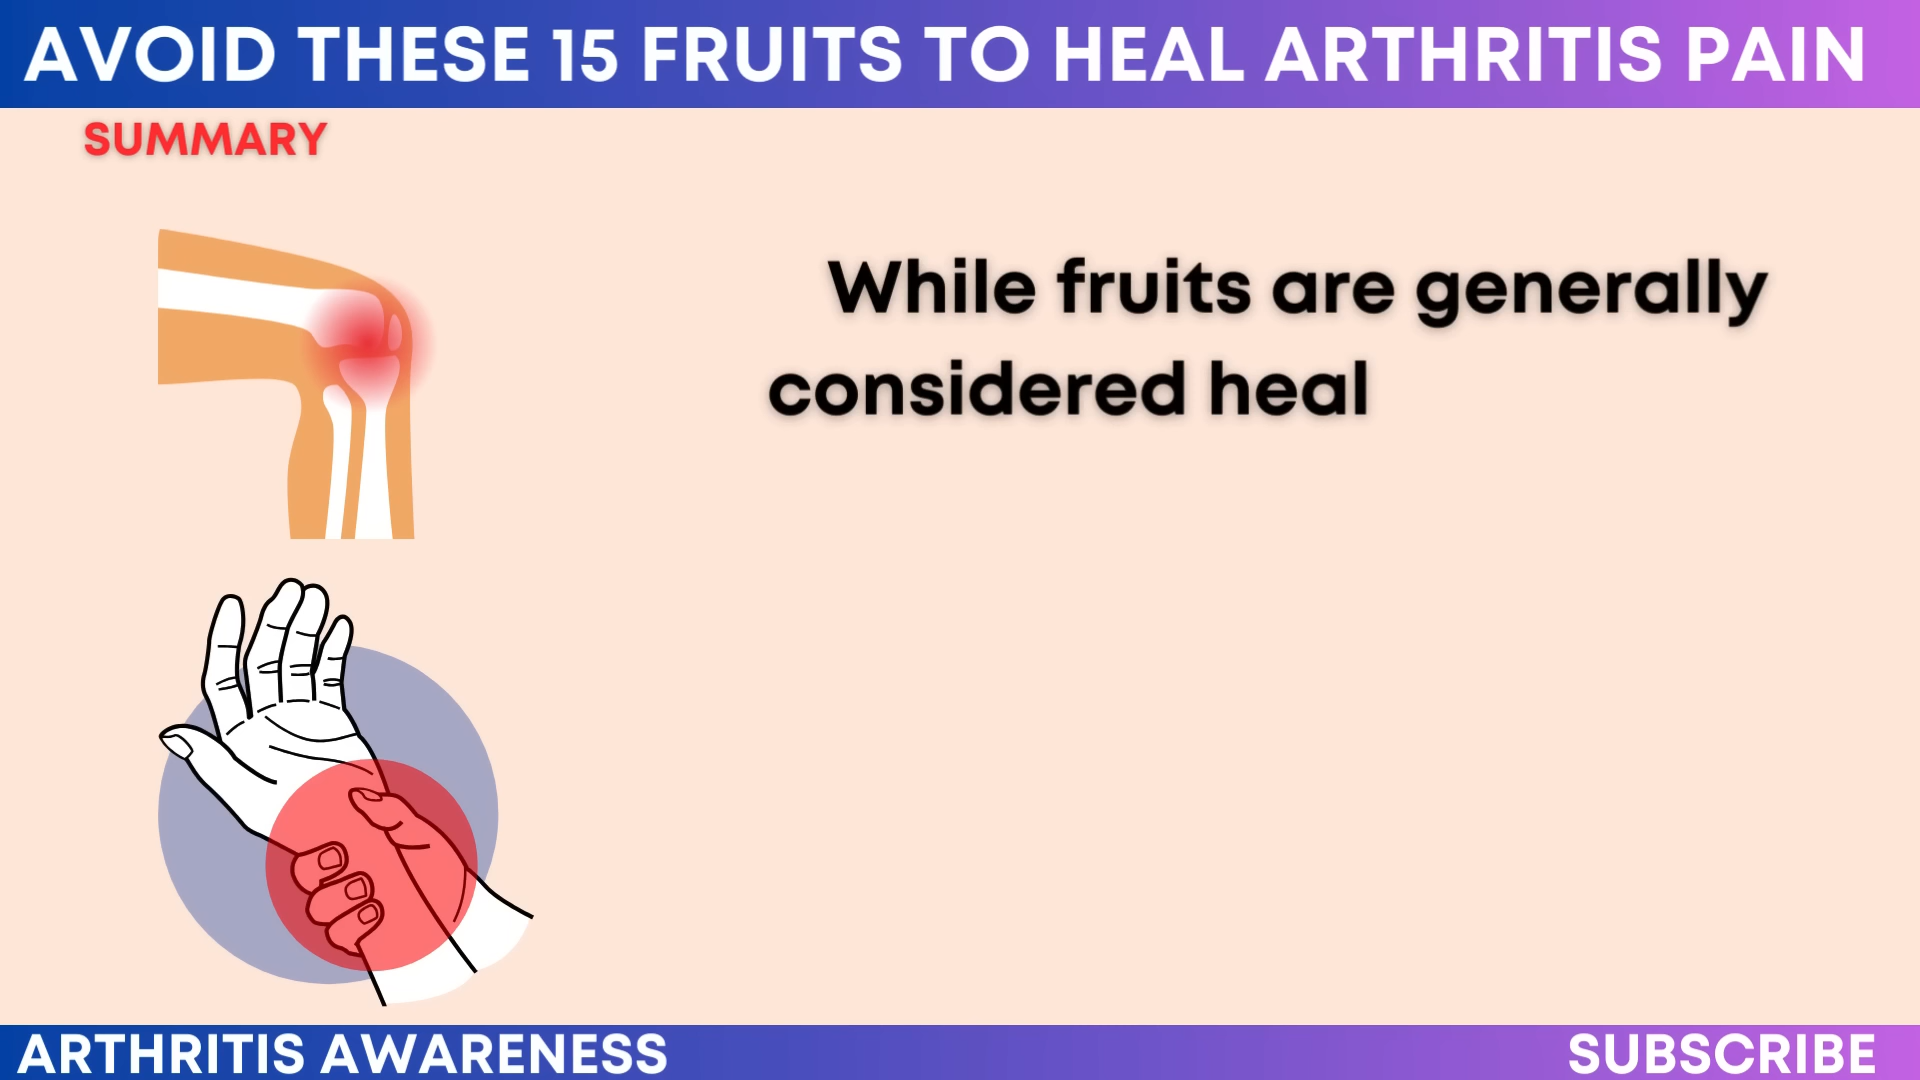 AVOID THESE 15 FRUITS TO HEAL ARTHRITIS PAIN
SUMMARY
While fruits are generally
considered heal
ARTHRITIS AWARENESS
SUBSCRIBE